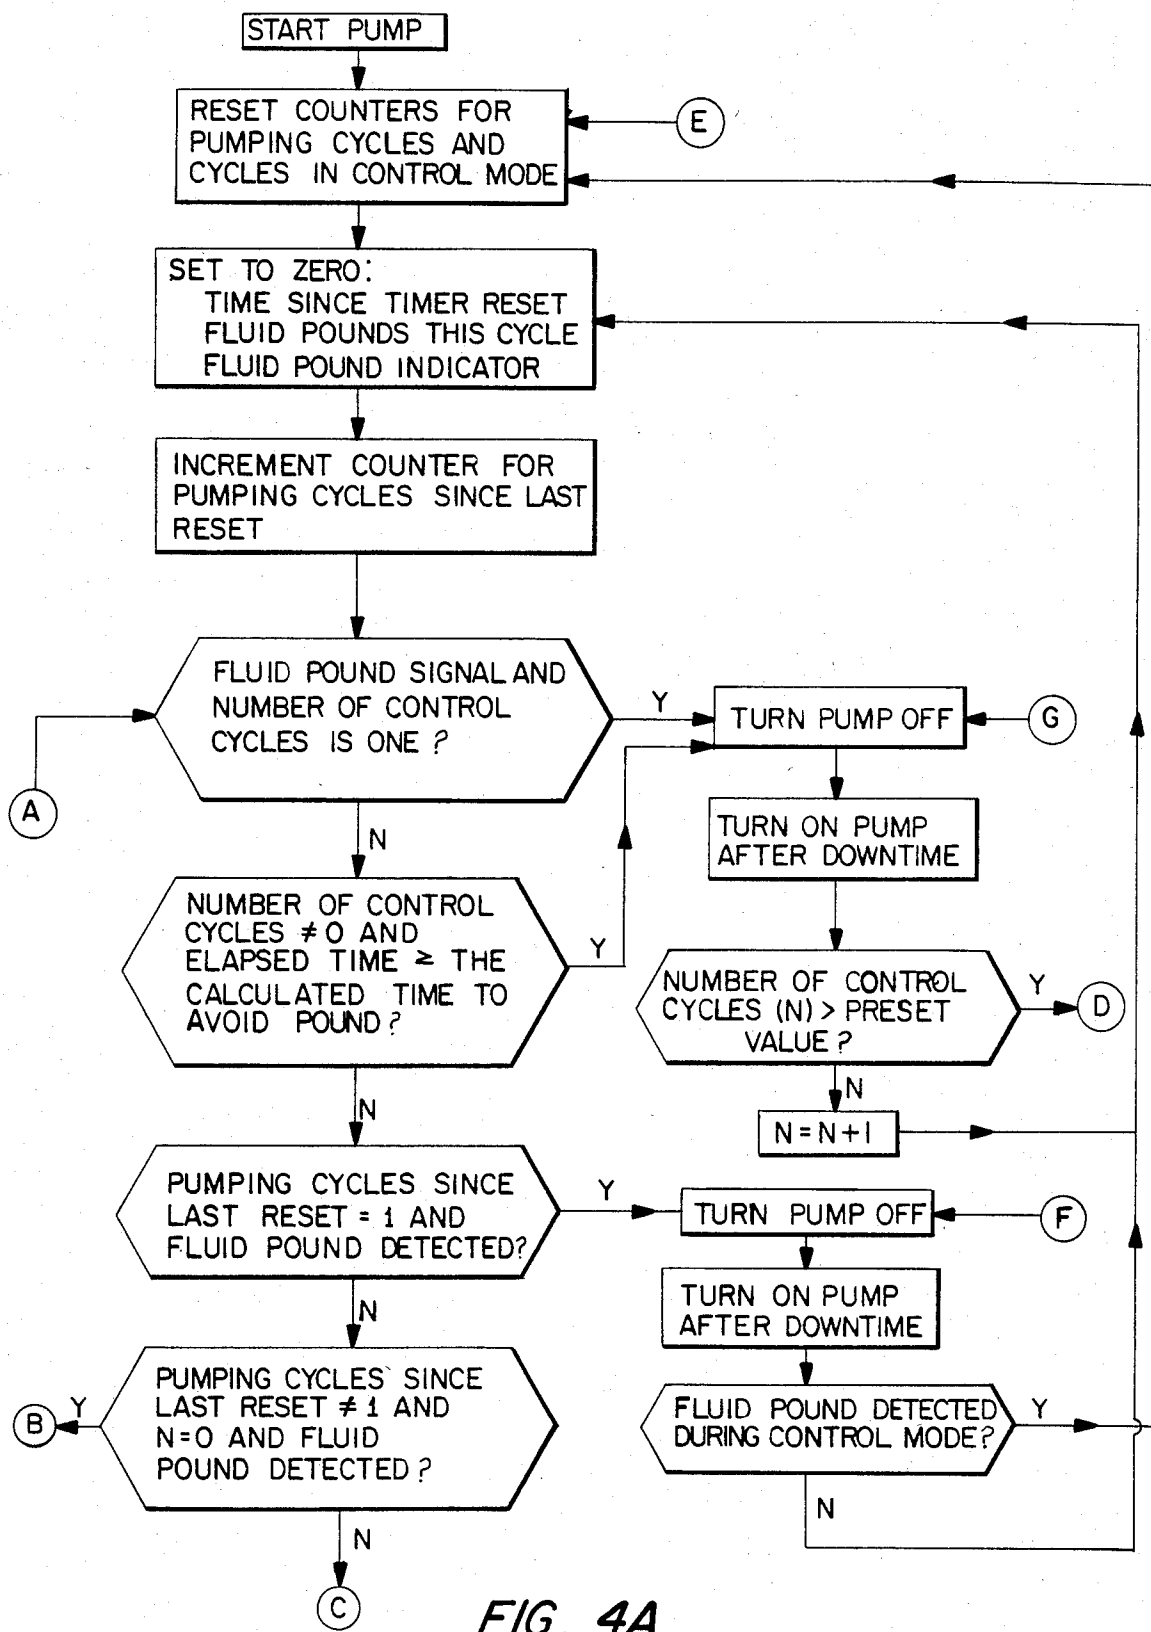 START PUMP
RESET COUNTERS FOR
PUMPING CYCLES AND
CYCLES IN CONTROL MODE
E
SET TO ZERO:
TIME SINCE TIMER RESET
FLUID POUNDS THIS CYCLE
FLUID POUND INDICATOR
INCREMENT COUNTER FOR
PUMPING CYCLES SINCE LAST
RESET
FLUID POUND SIGNAL AND
NUMBER OF CONTROL
CYCLES IS ONE?
Y
TURN PUMP OFF
G
A
N
TURN ON PUMP
AFTER DOWNTIME
NUMBER OF CONTROL
CYCLES ≠ 0 AND
ELAPSED TIME ≥ THE
CALCULATED TIME TO
AVOID POUND?
Y
NUMBER OF CONTROL
CYCLES (N) > PRESET
VALUE?
Y
D
N
N
N=N+1
PUMPING CYCLES SINCE
LAST RESET = 1 AND
FLUID POUND DETECTED?
Y
TURN PUMP OFF
F
N
TURN ON PUMP
AFTER DOWNTIME
PUMPING CYCLES SINCE
LAST RESET ≠ 1 AND
N=0 AND FLUID
POUND DETECTED?
Y
B
FLUID POUND DETECTED
DURING CONTROL MODE?
Y
N
N
C
FIG. 4A